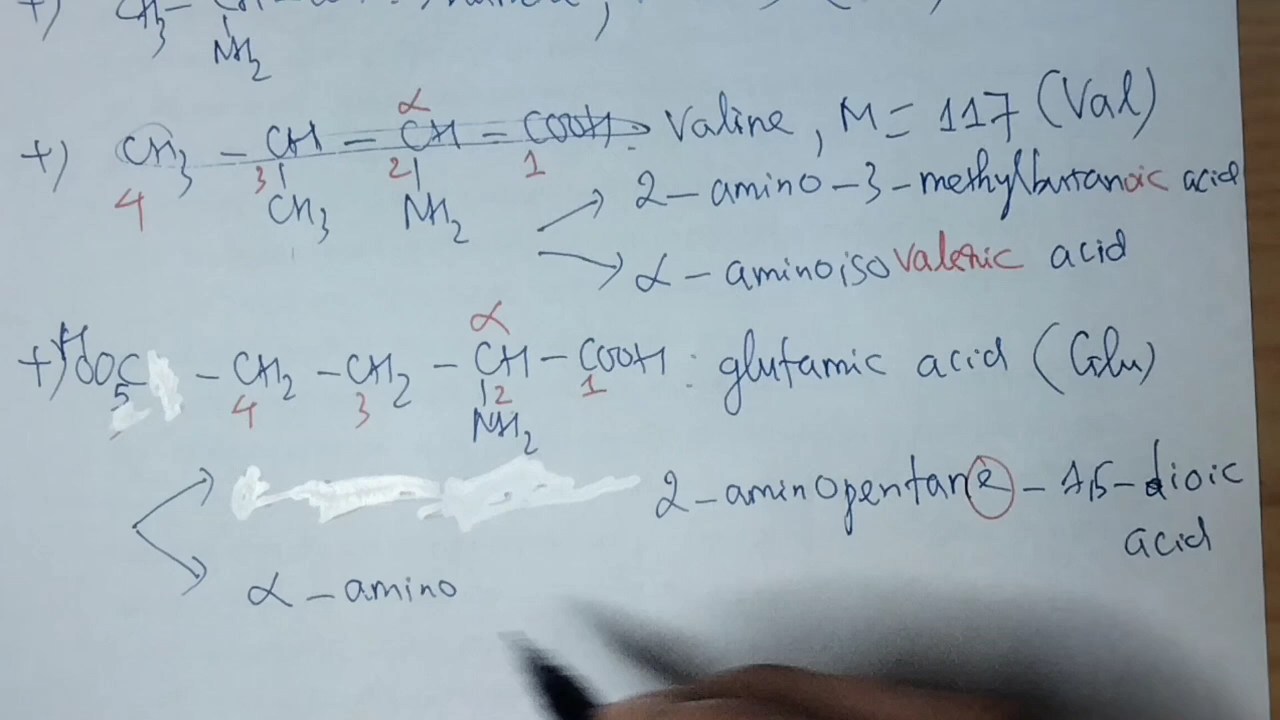 NH2
α
+) CH3 – CH – CH – COOH: Valine, M = 117 (Val)
4 3 2 1
CH3 NH2
2-amino-3-methylbutanoic acid
α-aminoisovaleric acid
α
+) HOOC – CH2 – CH2 – CH – COOH: glutamic acid (Glu)
5 4 3 2 1
NH2
2-aminopentane-1,5-dioic
acid
α-amino